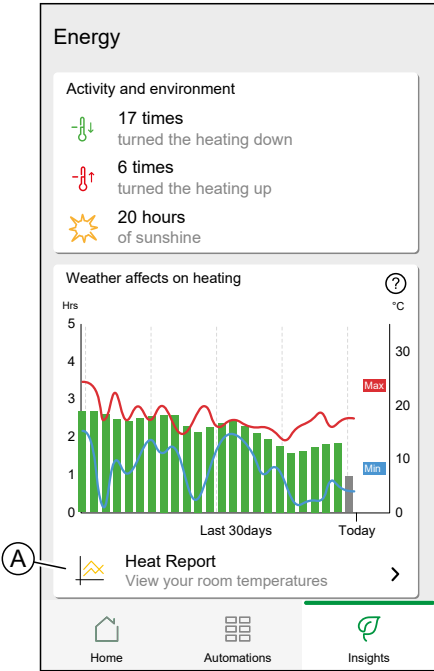 Energy
Activity and environment
17 times
turned the heating down
6 times
turned the heating up
20 hours
of sunshine
Weather affects on heating
?
Hrs
°C
5
4
3
2
1
0
30
20
10
0
Max
Min
Last 30days
Today
A
Heat Report
View your room temperatures
Home
Automations
Insights